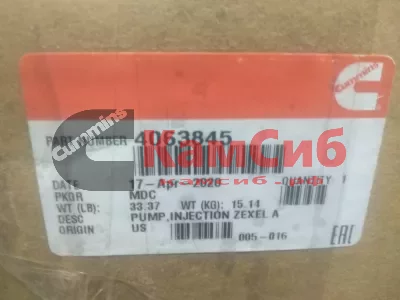 Cummins
PART NUMBER 4063845
Cummins
КамСиб
DATE 17-Apr-2020 QUANTITY 1
PKGR MDC
WT (LB): 33.37 WT (KG): 15.14
DESC PUMP,INJECTION ZEXEL A
ORIGIN US
005-016
EAC